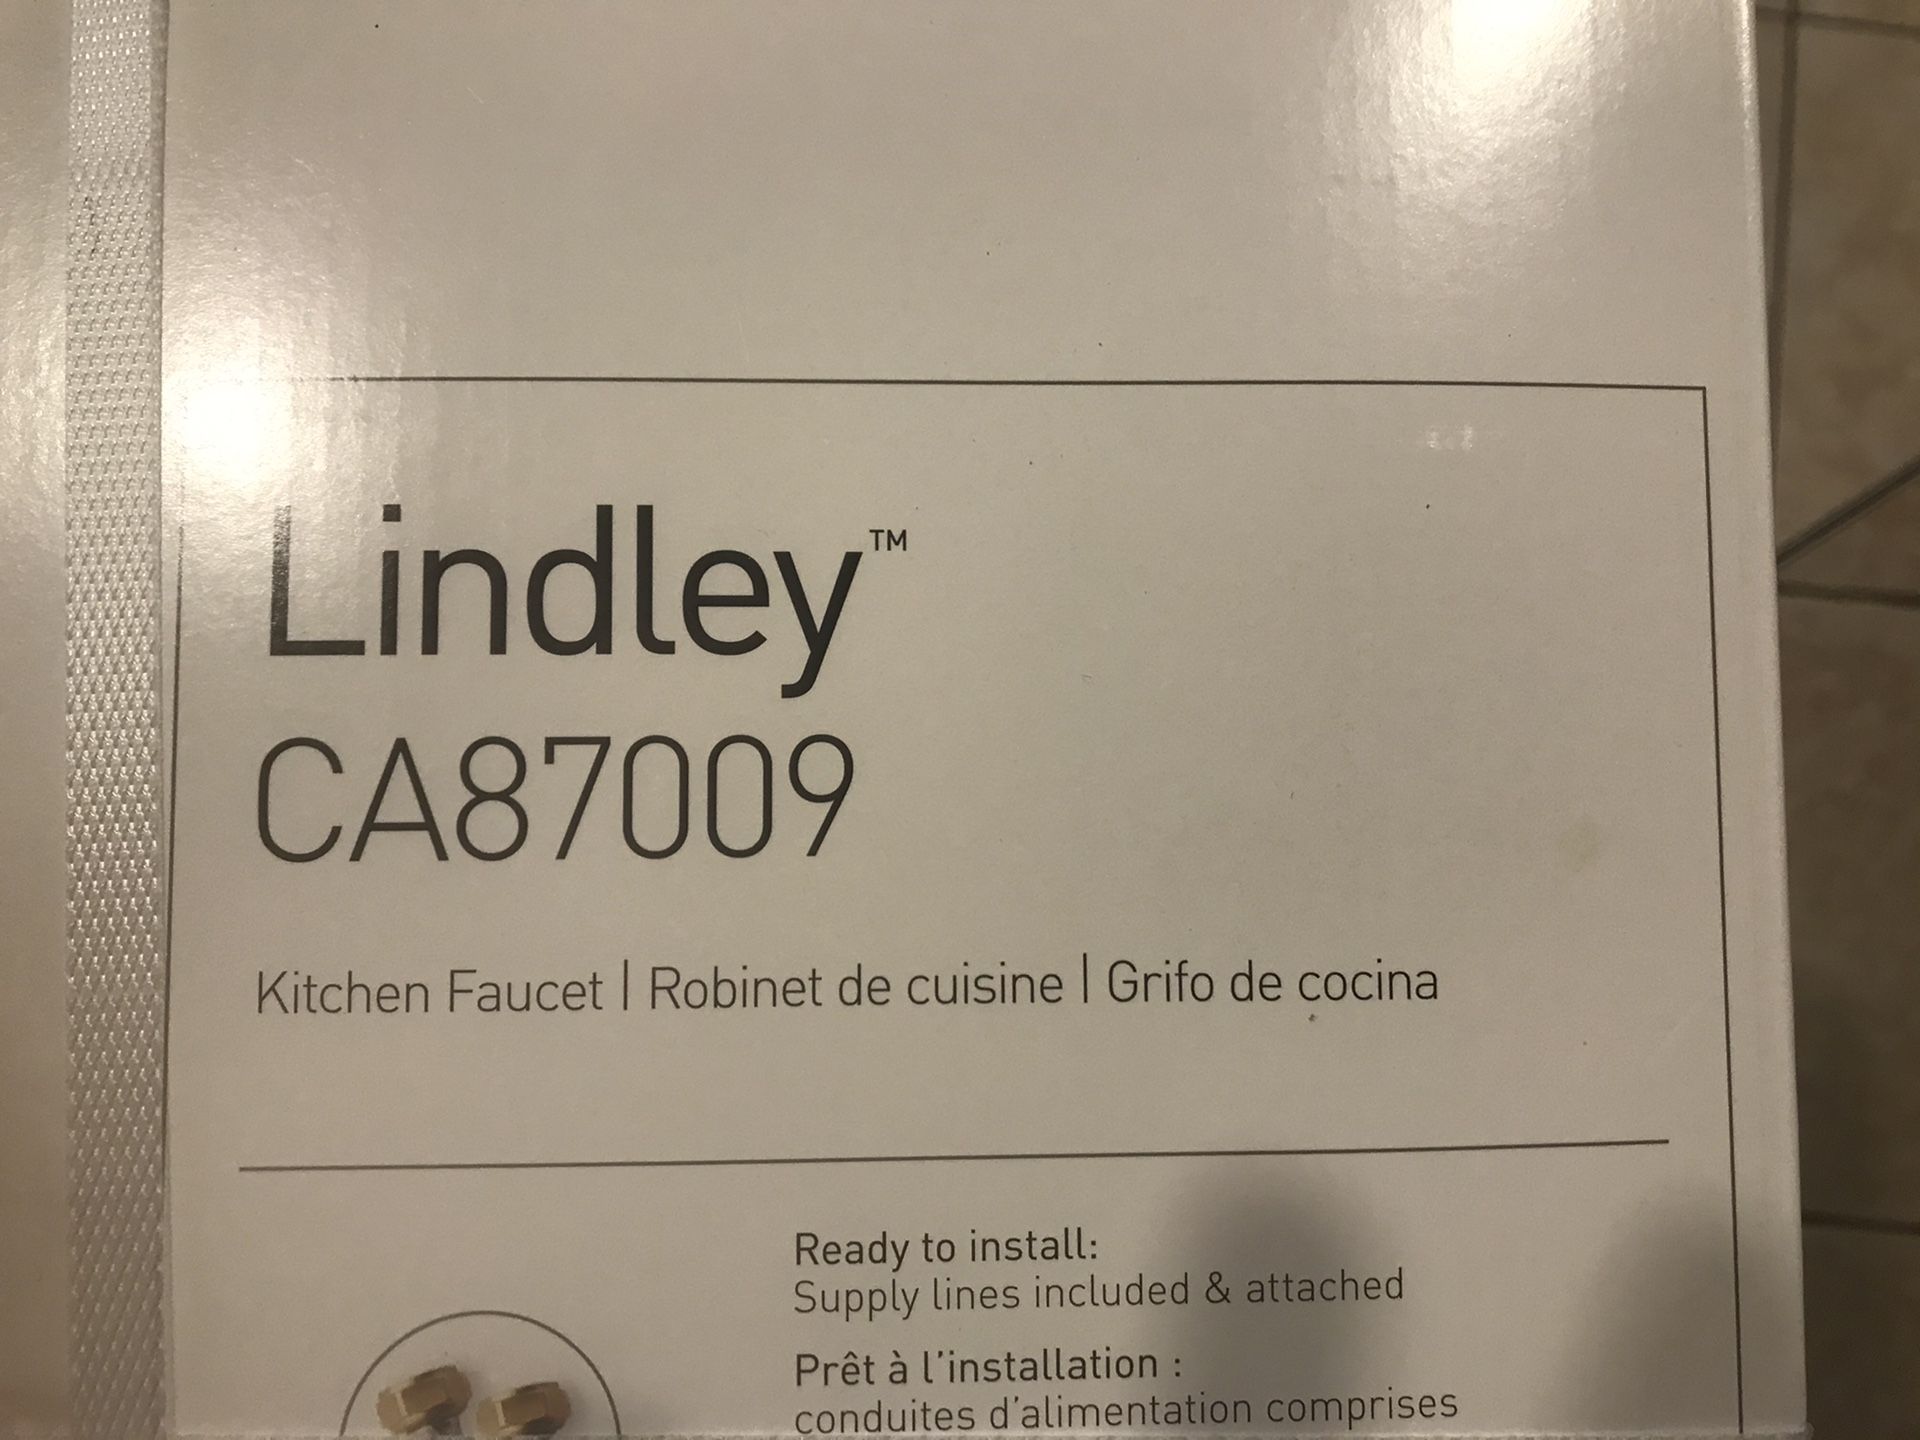 Lindley™
CA87009
Kitchen Faucet | Robinet de cuisine | Grifo de cocina
Ready to install:
Supply lines included & attached
Prêt à l'installation :
conduites d'alimentation comprises